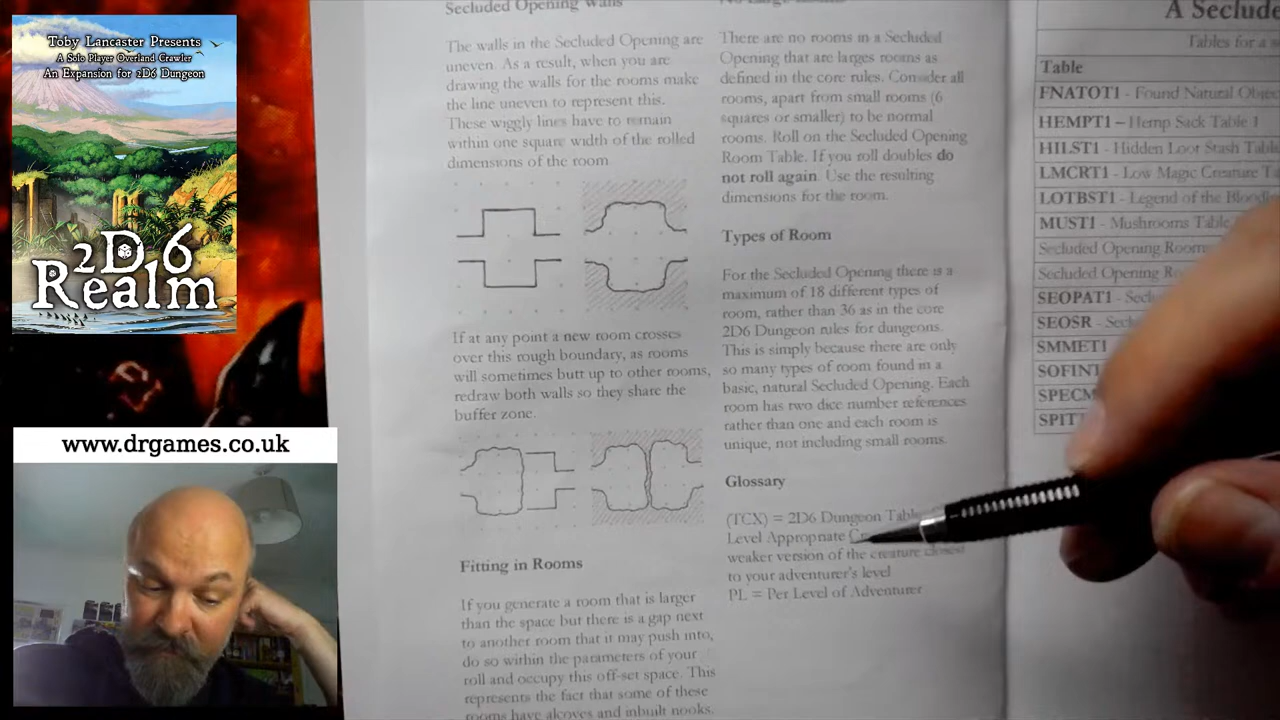 Toby Lancaster Presents
A Solo Player Overland Crawler
An Expansion for 2D6 Dungeon
2D6
Realm
www.drgames.co.uk
Secluded Opening Walls
The walls in the Secluded Opening are
uneven. As a result, when you are
drawing the walls for the rooms make
the line uneven to represent this.
These wiggly lines have to remain
within one square width of the rolled
dimensions of the room.
If at any point a new room crosses
over this rough boundary, as rooms
will sometimes butt up to other rooms,
redraw both walls so they share the
buffer zone.
Fitting in Rooms
If you generate a room that is larger
than the space but there is a gap next
to another room that it may push into,
do so within the parameters of your
roll and occupy this off-set space. This
represents the fact that some of these
rooms have alcoves and inbuilt nooks.
There are no rooms in a Secluded
Opening that are larges rooms as
defined in the core rules. Consider all
rooms, apart from small rooms (6
squares or smaller) to be normal
rooms. Roll on the Secluded Opening
Room Table. If you roll doubles do
not roll again. Use the resulting
dimensions for the room.
Types of Room
For the Secluded Opening there is a
maximum of 18 different types of
room, rather than 36 as in the core
2D6 Dungeon rules for dungeons.
This is simply because there are only
so many types of room found in a
basic, natural Secluded Opening. Each
room has two dice number references
rather than one and each room is
unique, not including small rooms.
Glossary
(TCX) = 2D6 Dungeon Table
Level Appropriate
weaker version of the creature closest
to your adventurer's level
PL = Per Level of Adventurer
A Seclude
Tables for a
Table
FNATOT1 - Found Natural Objec
HEMPT1 – Hemp Sack Table 1
HILST1 - Hidden Loot Stash Tabl
LMCRT1 - Low Magic Creature Ta
LOTBST1 - Legend of the Bloodl
MUST1 - Mushrooms Table
Secluded Opening Room
Secluded Opening Ro
SEOPAT1 - Secl
SEOSR - Secl
SMMET1
SOFINT
SPECM
SPIT